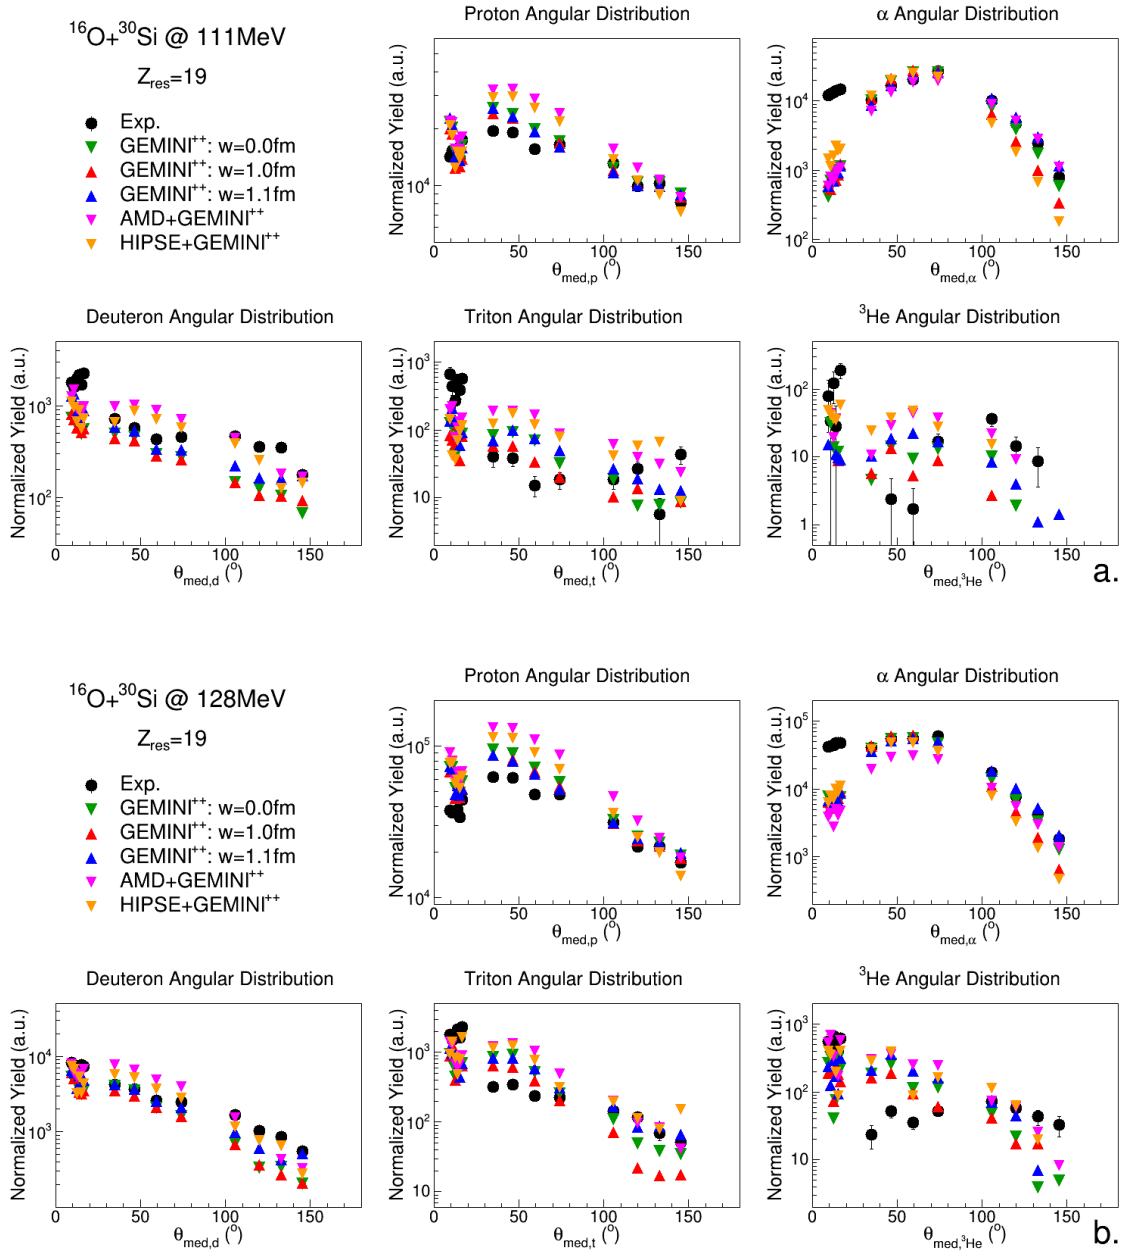 ¹⁶O+³⁰Si @ 111MeV
Z_res=19
Exp.
GEMINI⁺⁺: w=0.0fm
GEMINI⁺⁺: w=1.0fm
GEMINI⁺⁺: w=1.1fm
AMD+GEMINI⁺⁺
HIPSE+GEMINI⁺⁺
Proton Angular Distribution
Normalized Yield (a.u.)
10⁴
0 50 100 150
θ_med,p (°)
α Angular Distribution
Normalized Yield (a.u.)
10⁴
10³
10²
0 50 100 150
θ_med,α (°)
Deuteron Angular Distribution
Normalized Yield (a.u.)
10³
10²
0 50 100 150
θ_med,d (°)
Triton Angular Distribution
Normalized Yield (a.u.)
10³
10²
10
0 50 100 150
θ_med,t (°)
³He Angular Distribution
Normalized Yield (a.u.)
10²
10
1
0 50 100 150
θ_med,³He (°)
a.
¹⁶O+³⁰Si @ 128MeV
Z_res=19
Exp.
GEMINI⁺⁺: w=0.0fm
GEMINI⁺⁺: w=1.0fm
GEMINI⁺⁺: w=1.1fm
AMD+GEMINI⁺⁺
HIPSE+GEMINI⁺⁺
Proton Angular Distribution
Normalized Yield (a.u.)
10⁵
10⁴
0 50 100 150
θ_med,p (°)
α Angular Distribution
Normalized Yield (a.u.)
10⁵
10⁴
10³
0 50 100 150
θ_med,α (°)
Deuteron Angular Distribution
Normalized Yield (a.u.)
10⁴
10³
0 50 100 150
θ_med,d (°)
Triton Angular Distribution
Normalized Yield (a.u.)
10³
10²
10
0 50 100 150
θ_med,t (°)
³He Angular Distribution
Normalized Yield (a.u.)
10³
10²
10
0 50 100 150
θ_med,³He (°)
b.